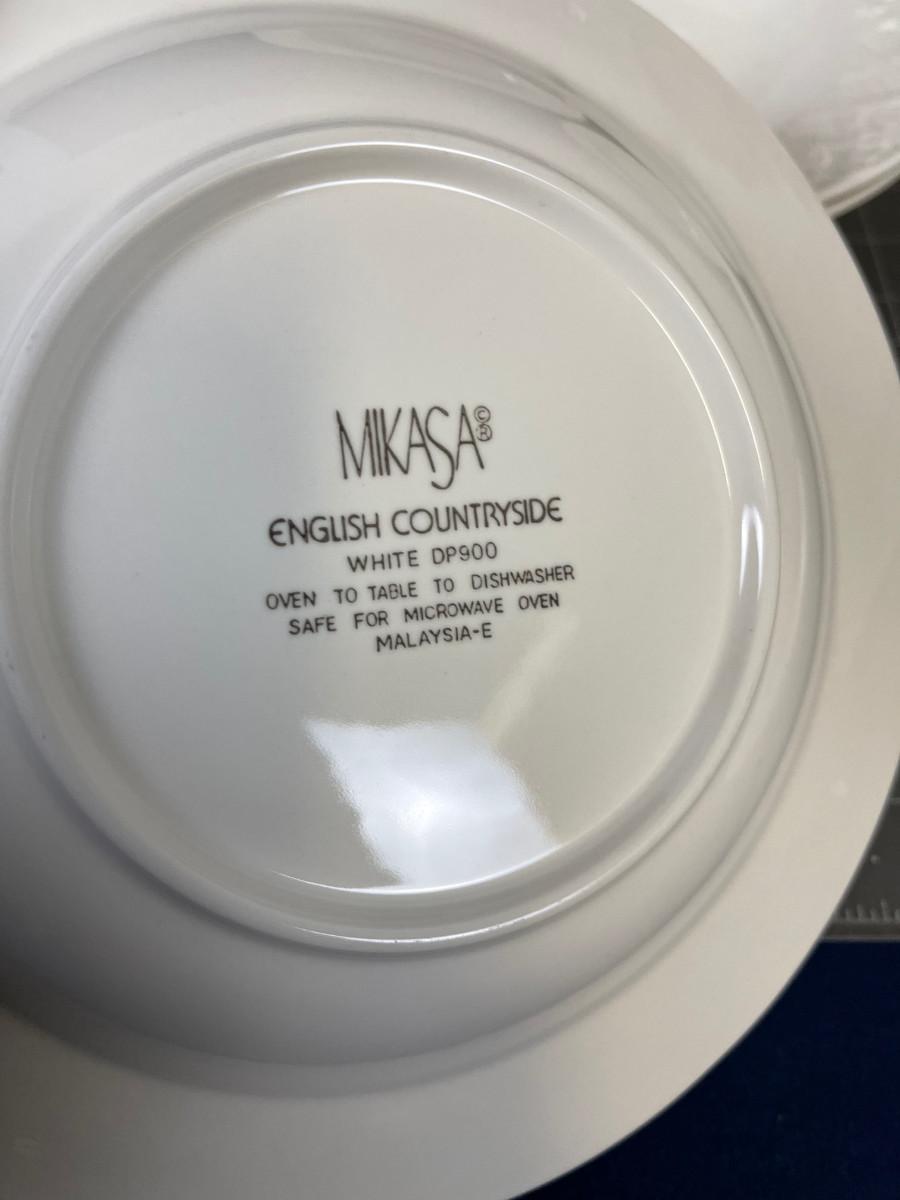 MIKASA©®
ENGLISH COUNTRYSIDE
WHITE DP900
OVEN TO TABLE TO DISHWASHER
SAFE FOR MICROWAVE OVEN
MALAYSIA-E